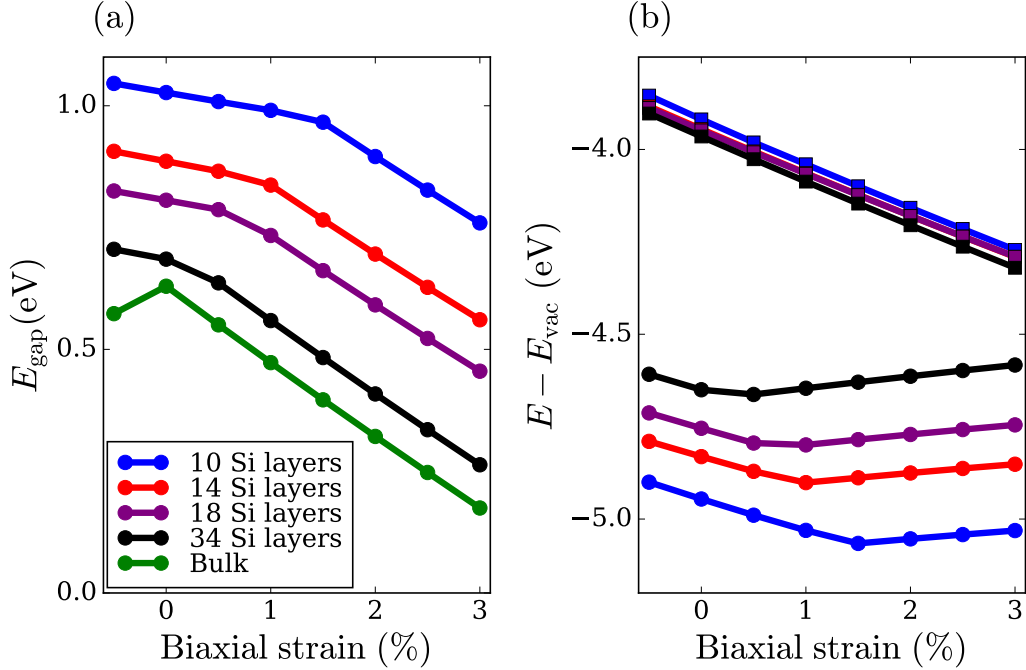 (a)
(b)
E_gap(eV)
1.0
0.5
0.0
10 Si layers
14 Si layers
18 Si layers
34 Si layers
Bulk
0 1 2 3
Biaxial strain (%)
E − E_vac (eV)
−4.0
−4.5
−5.0
0 1 2 3
Biaxial strain (%)